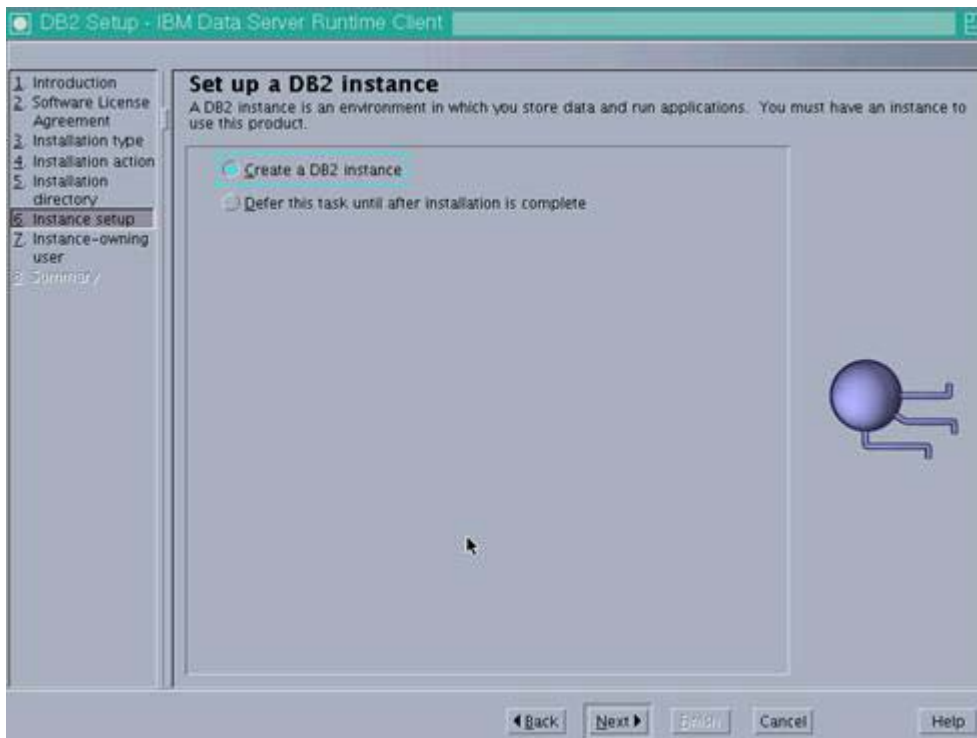 DB2 Setup - IBM Data Server Runtime Client
1. Introduction
2. Software License
Agreement
3. Installation type
4. Installation action
5. Installation
directory
6. Instance setup
7. Instance-owning
user
8. Summary
Set up a DB2 instance
A DB2 instance is an environment in which you store data and run applications. You must have an instance to
use this product.
Create a DB2 instance
Defer this task until after installation is complete
Back
Next
Finish
Cancel
Help